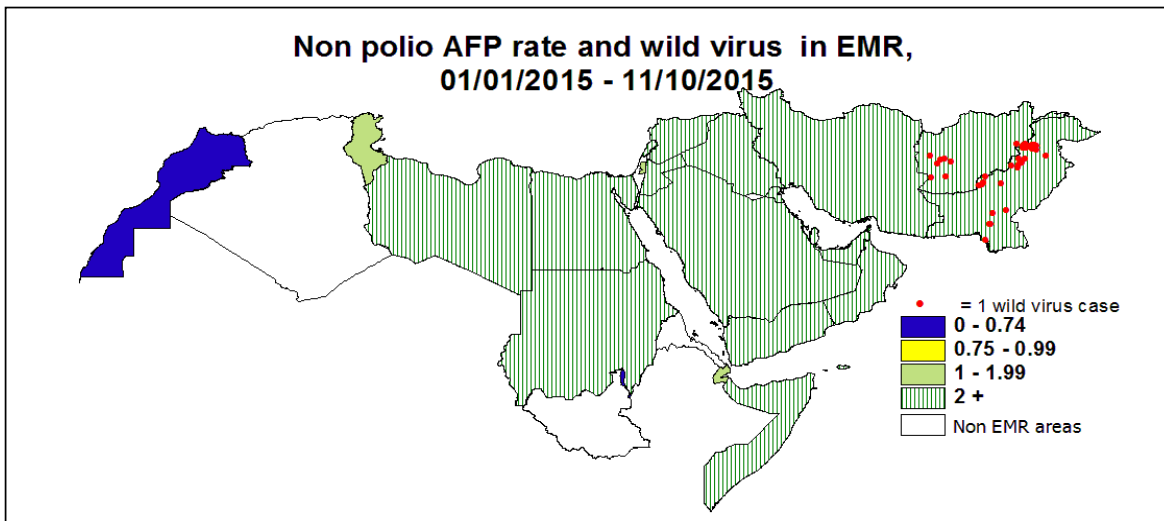 Non polio AFP rate and wild virus in EMR,
01/01/2015 - 11/10/2015
= 1 wild virus case
0 - 0.74
0.75 - 0.99
1 - 1.99
2 +
Non EMR areas